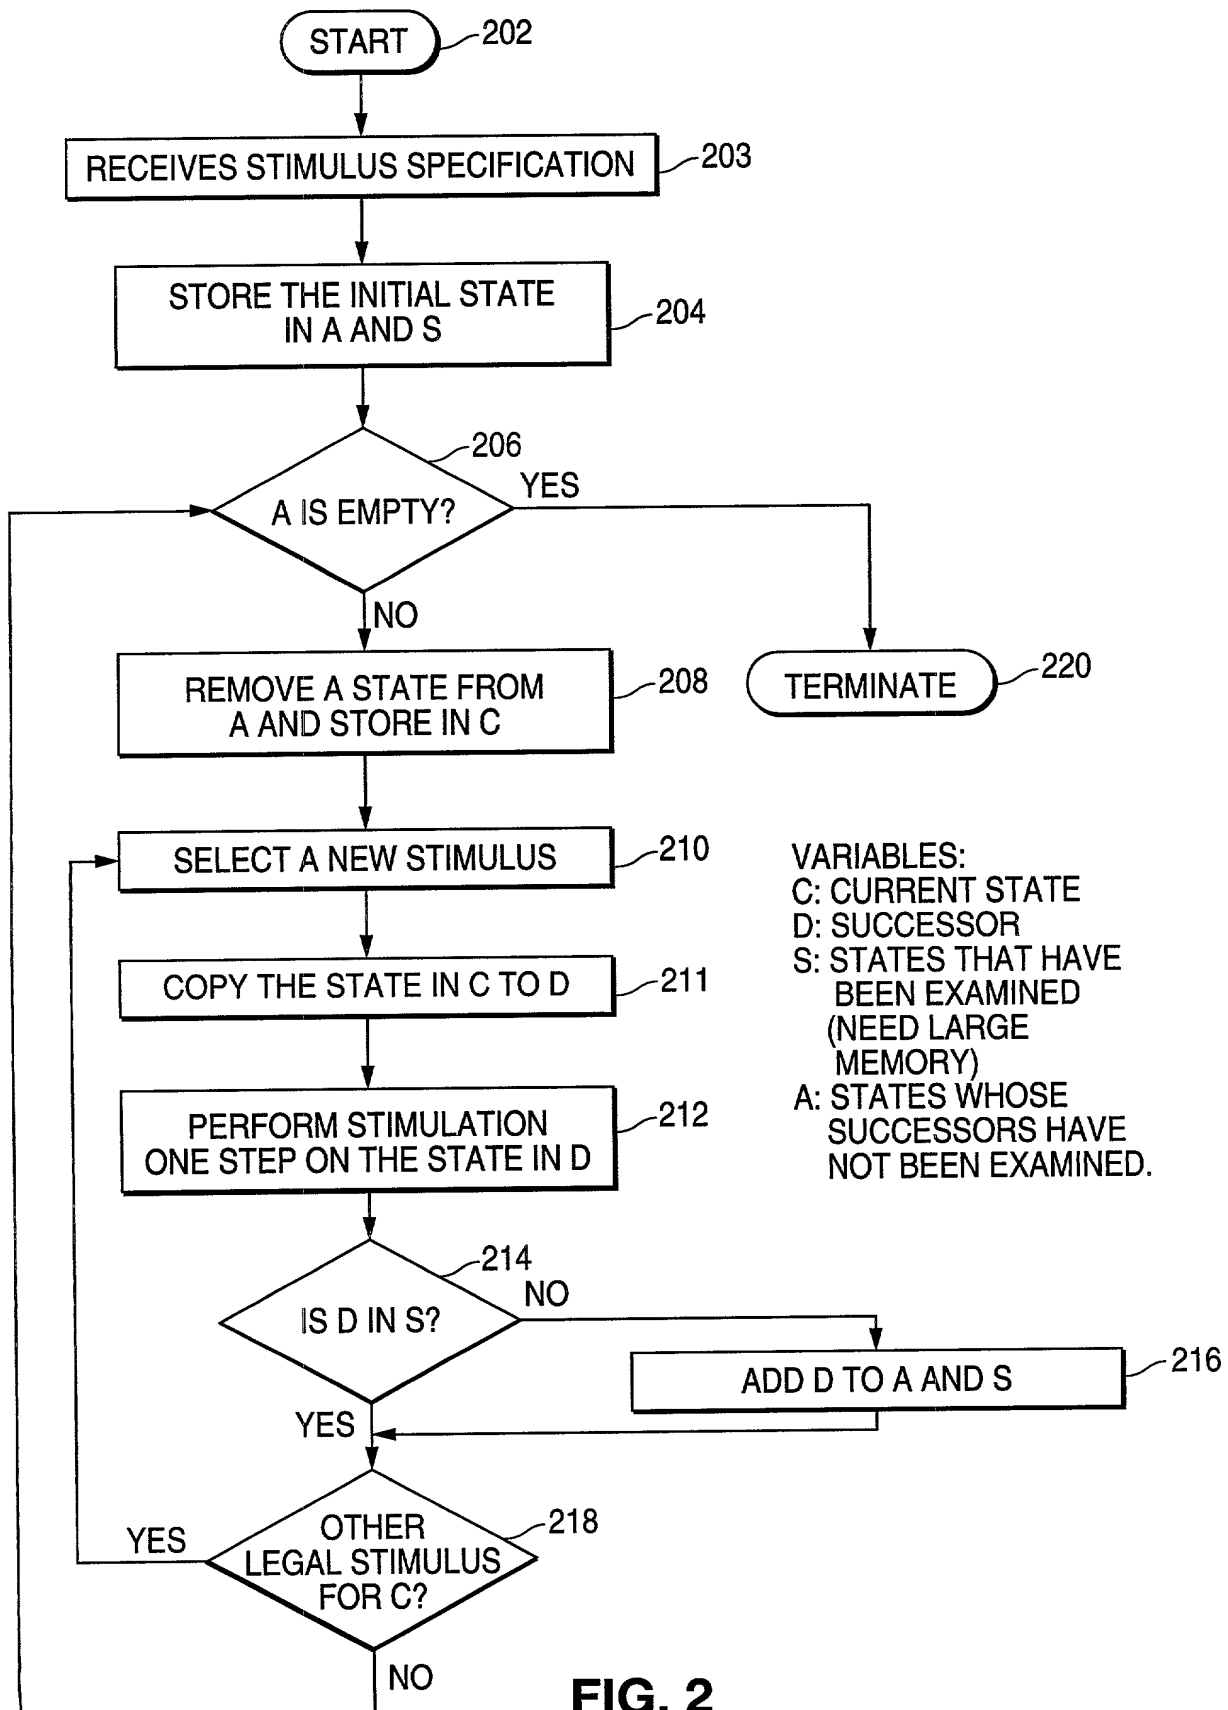 START
202
RECEIVES STIMULUS SPECIFICATION
203
STORE THE INITIAL STATE
IN A AND S
204
206
A IS EMPTY?
YES
NO
REMOVE A STATE FROM
A AND STORE IN C
208
TERMINATE
220
SELECT A NEW STIMULUS
210
COPY THE STATE IN C TO D
211
PERFORM STIMULATION
ONE STEP ON THE STATE IN D
212
VARIABLES:
C: CURRENT STATE
D: SUCCESSOR
S: STATES THAT HAVE
BEEN EXAMINED
(NEED LARGE
MEMORY)
A: STATES WHOSE
SUCCESSORS HAVE
NOT BEEN EXAMINED.
214
IS D IN S?
NO
ADD D TO A AND S
216
YES
218
OTHER
LEGAL STIMULUS
FOR C?
YES
NO
FIG. 2